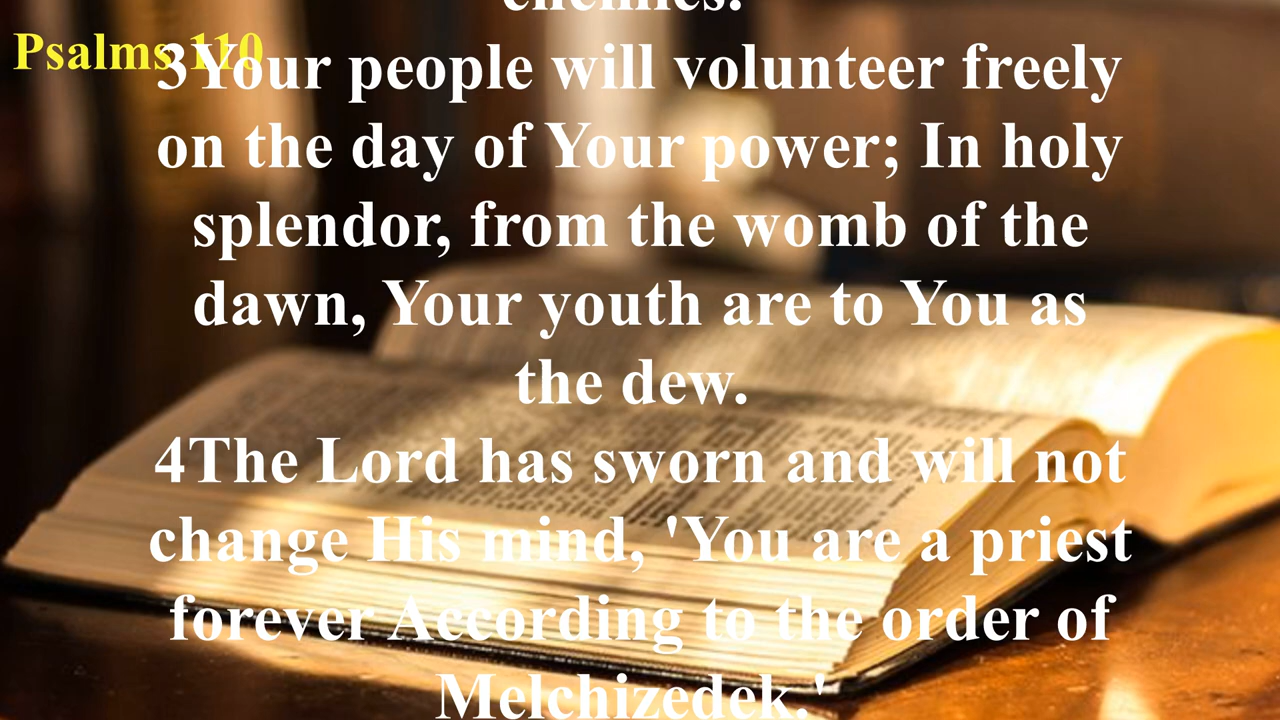 enemies.
Psalms 110
3Your people will volunteer freely
on the day of Your power; In holy
splendor, from the womb of the
dawn, Your youth are to You as
the dew.
4The Lord has sworn and will not
change His mind, 'You are a priest
forever According to the order of
Melchizedek.'